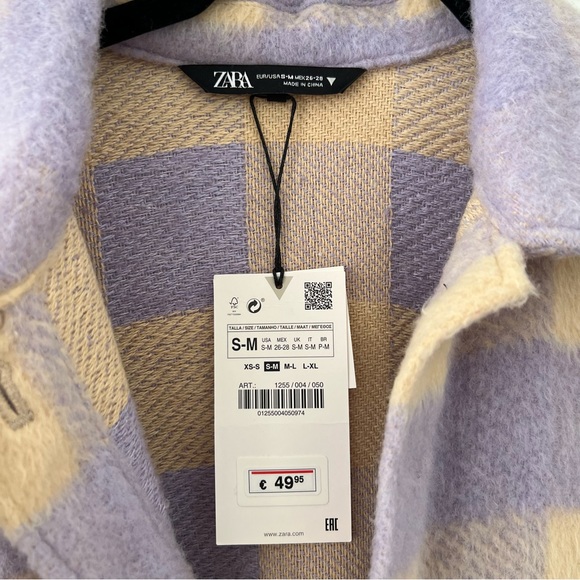 ZARA EUR/USA S-M MEX 26-28
MADE IN CHINA
TALLA / SIZE / TAMANHO / TAILLE / MAAT / ΜΕΓΕΘΟΣ
S-M
USA MEX UK IT BR
S-M 26-28 S-M S-M P-M
XS-S S-M M-L L-XL
ART.: 1255 / 004 / 050
01255004050974
€ 49 95
EAC
www.zara.com